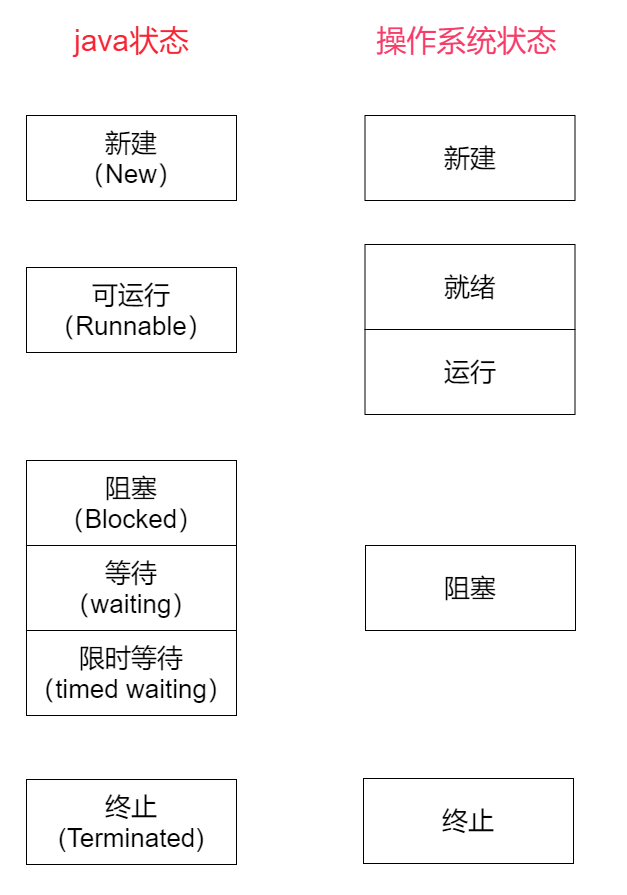 java状态
操作系统状态
新建
（New）
新建
可运行
（Runnable）
就绪
运行
阻塞
（Blocked）
等待
（waiting）
限时等待
（timed waiting）
阻塞
终止
(Terminated)
终止